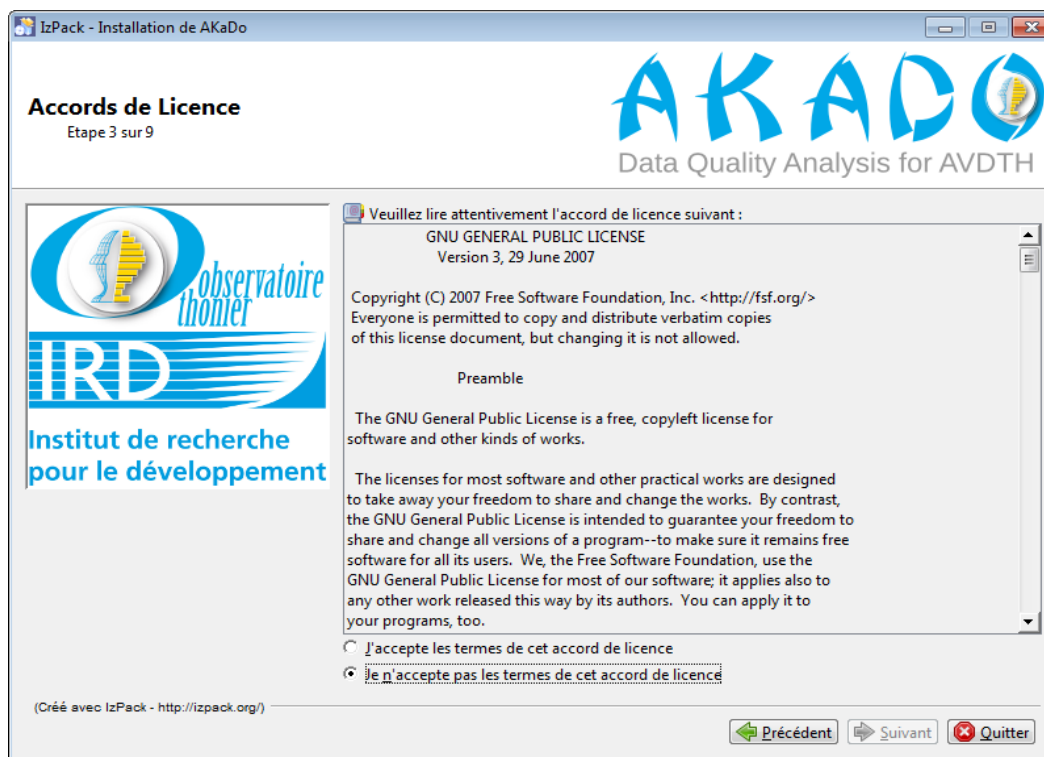 IzPack - Installation de AKaDo
Accords de Licence
Etape 3 sur 9
AKADO
Data Quality Analysis for AVDTH
Observatoire
thonier
IRD
Institut de recherche
pour le développement
Veuillez lire attentivement l'accord de licence suivant :
GNU GENERAL PUBLIC LICENSE
Version 3, 29 June 2007
Copyright (C) 2007 Free Software Foundation, Inc. <http://fsf.org/>
Everyone is permitted to copy and distribute verbatim copies
of this license document, but changing it is not allowed.
Preamble
The GNU General Public License is a free, copyleft license for
software and other kinds of works.
The licenses for most software and other practical works are designed
to take away your freedom to share and change the works.  By contrast,
the GNU General Public License is intended to guarantee your freedom to
share and change all versions of a program--to make sure it remains free
software for all its users.  We, the Free Software Foundation, use the
GNU General Public License for most of our software; it applies also to
any other work released this way by its authors.  You can apply it to
your programs, too.
J'accepte les termes de cet accord de licence
Je n'accepte pas les termes de cet accord de licence
(Créé avec IzPack - http://izpack.org/)
Précédent
Suivant
Quitter